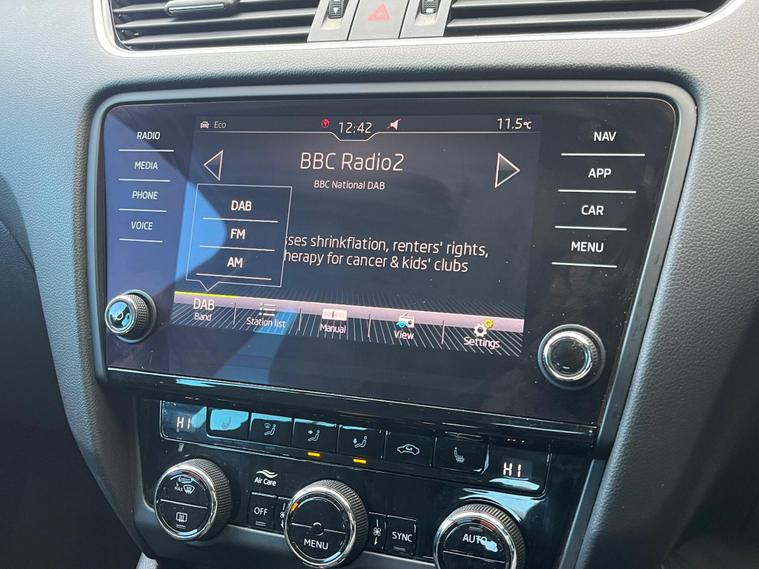 RADIO
MEDIA
PHONE
VOICE
Eco
12:42
11.5°C
BBC Radio2
BBC National DAB
DAB
FM
AM
ses shrinkflation, renters' rights,
herapy for cancer & kids' clubs
DAB
Band
Station list
Manual
View
Settings
NAV
APP
CAR
MENU
HI
HI
Air Care
MAX
OFF
MENU
SYNC
AUTO